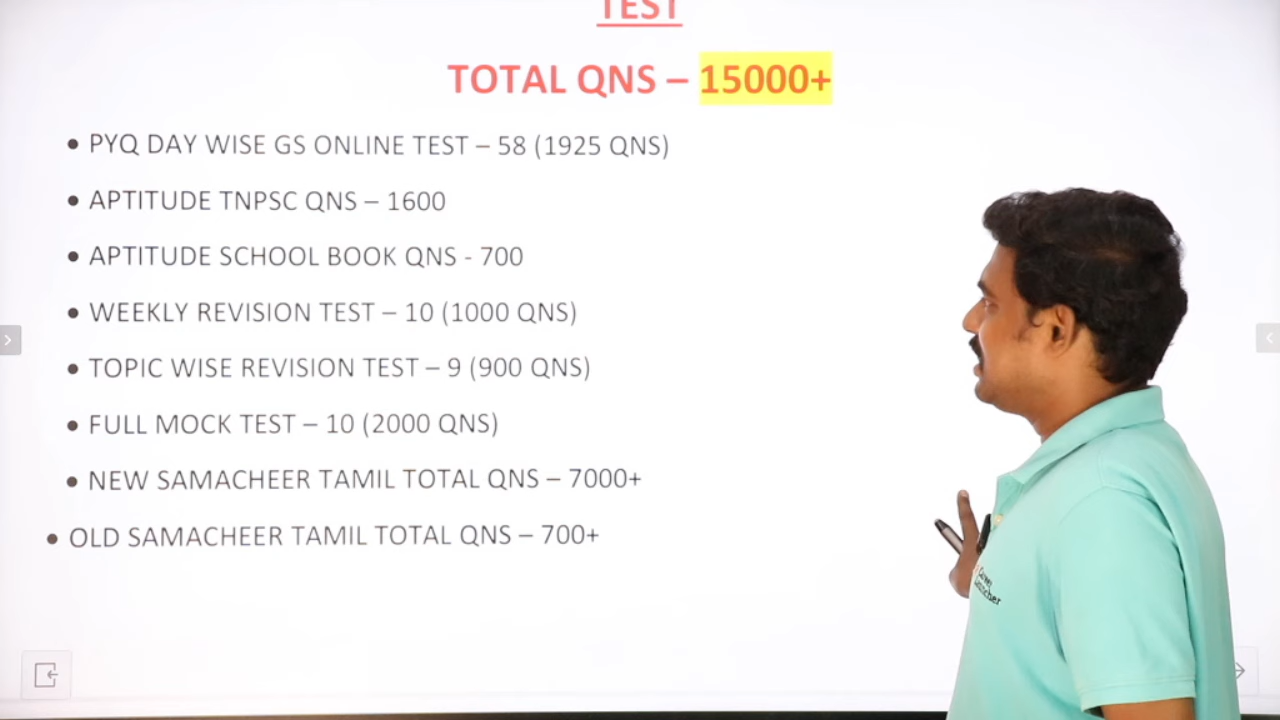 TEST
TOTAL QNS – 15000+
• PYQ DAY WISE GS ONLINE TEST – 58 (1925 QNS)
• APTITUDE TNPSC QNS – 1600
• APTITUDE SCHOOL BOOK QNS - 700
• WEEKLY REVISION TEST – 10 (1000 QNS)
• TOPIC WISE REVISION TEST – 9 (900 QNS)
• FULL MOCK TEST – 10 (2000 QNS)
• NEW SAMACHEER TAMIL TOTAL QNS – 7000+
• OLD SAMACHEER TAMIL TOTAL QNS – 700+